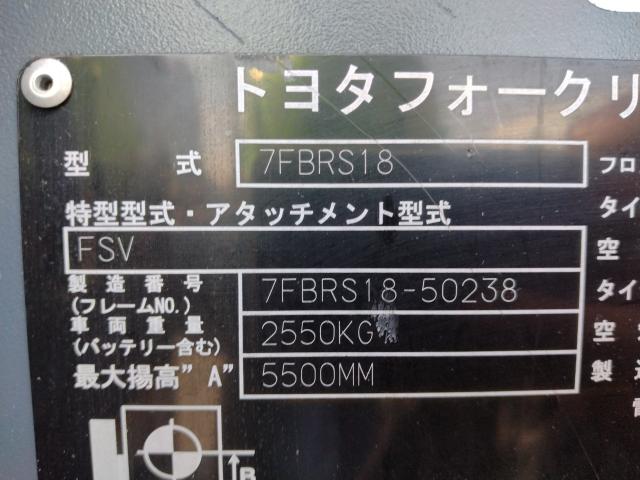 トヨタフォークリ
型 式 7FBRS18 フロ
特型型式・アタッチメント型式 タイ
FSV 空
製造番号 (フレームNO.) 7FBRS18-50238 タイ
車両重量 (バッテリー含む) 2550KG 空
最大揚高"A" 5500MM 製
B